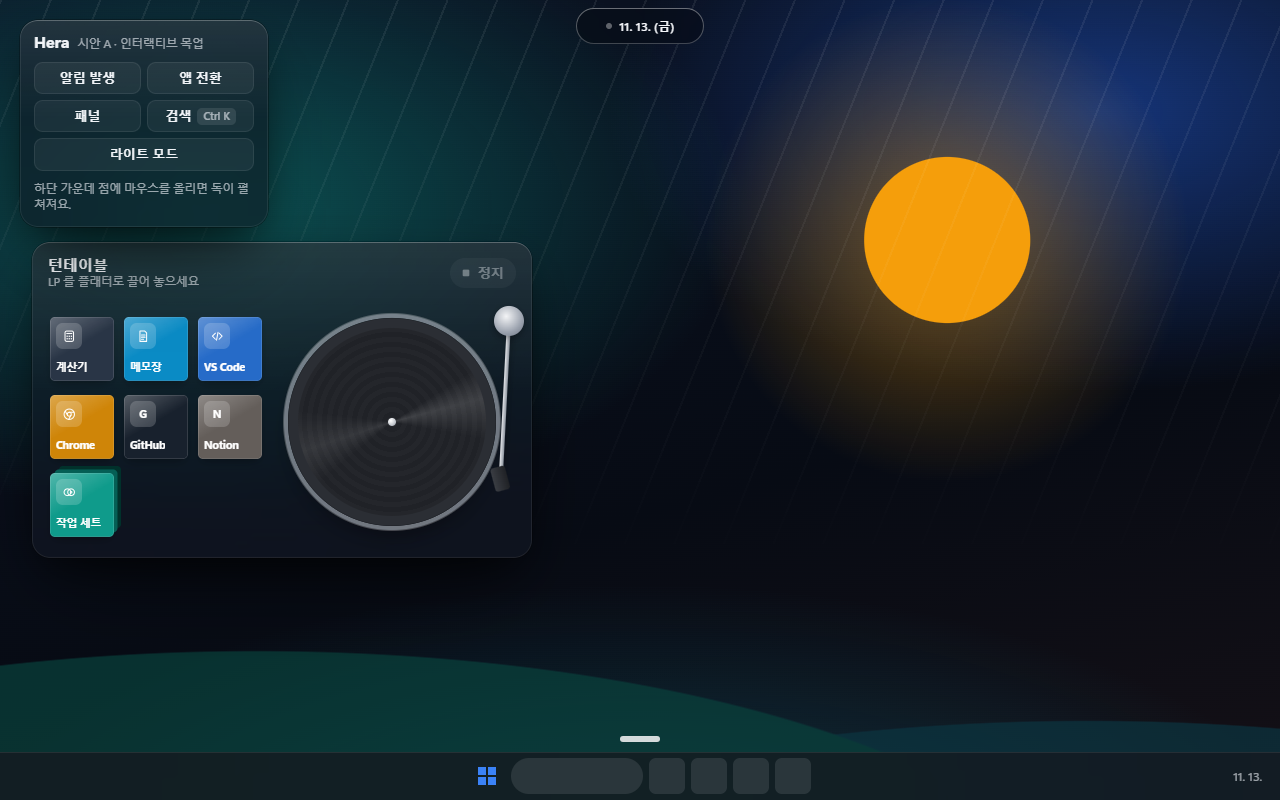 11. 13. (금)
Hera 시안 A · 인터랙티브 목업
알림 발생
앱 전환
패널
검색 Ctrl K
라이트 모드
하단 가운데 점에 마우스를 올리면 독이 펼
쳐져요.
턴테이블
LP 를 플래터로 끌어 놓으세요
정지
계산기
메모장
VS Code
Chrome
G
GitHub
N
Notion
작업 세트
11. 13.